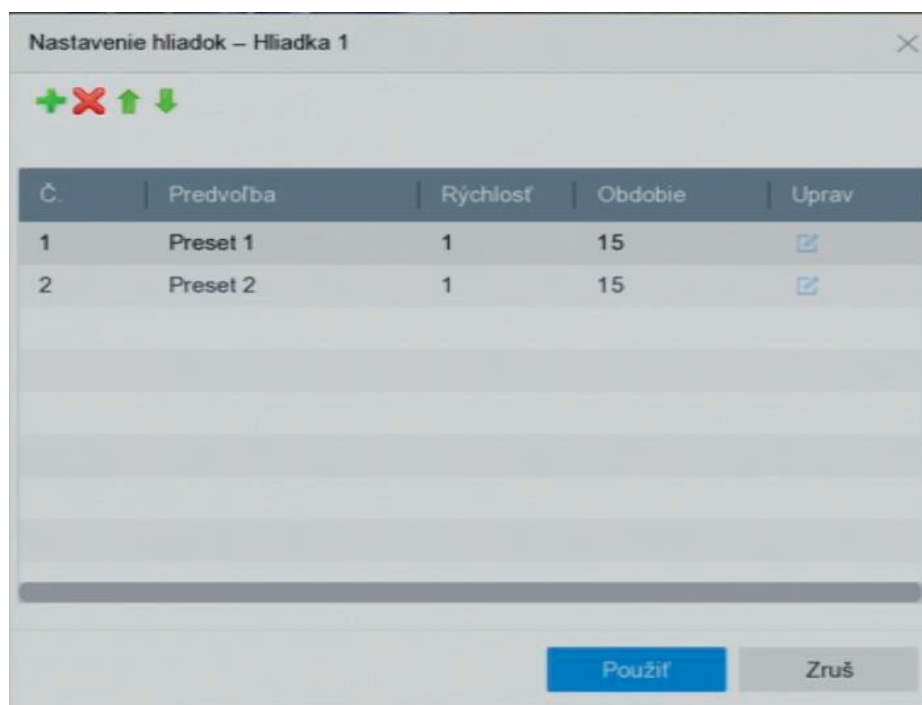 Nastavenie hliadok – Hliadka 1
Č. Predvoľba Rýchlosť Obdobie Uprav
1 Preset 1 1 15
2 Preset 2 1 15
Použiť Zruš